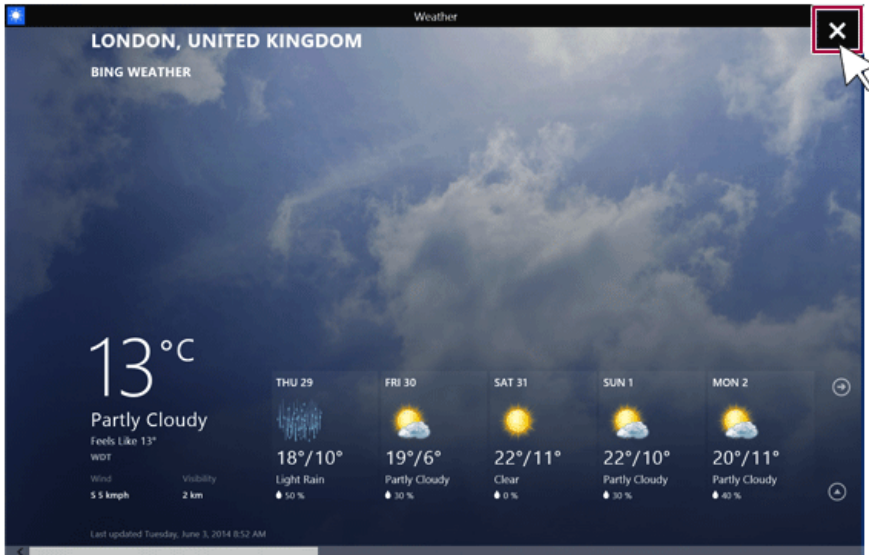 Weather
LONDON, UNITED KINGDOM
BING WEATHER
13°C
Partly Cloudy
Feels Like 13°
WDT
Wind Visibility
S 5 kmph 2 km
THU 29
18°/10°
Light Rain
50 %
FRI 30
19°/6°
Partly Cloudy
30 %
SAT 31
22°/11°
Clear
0 %
SUN 1
22°/10°
Partly Cloudy
30 %
MON 2
20°/11°
Partly Cloudy
40 %
Last updated Tuesday, June 3, 2014 8:52 AM